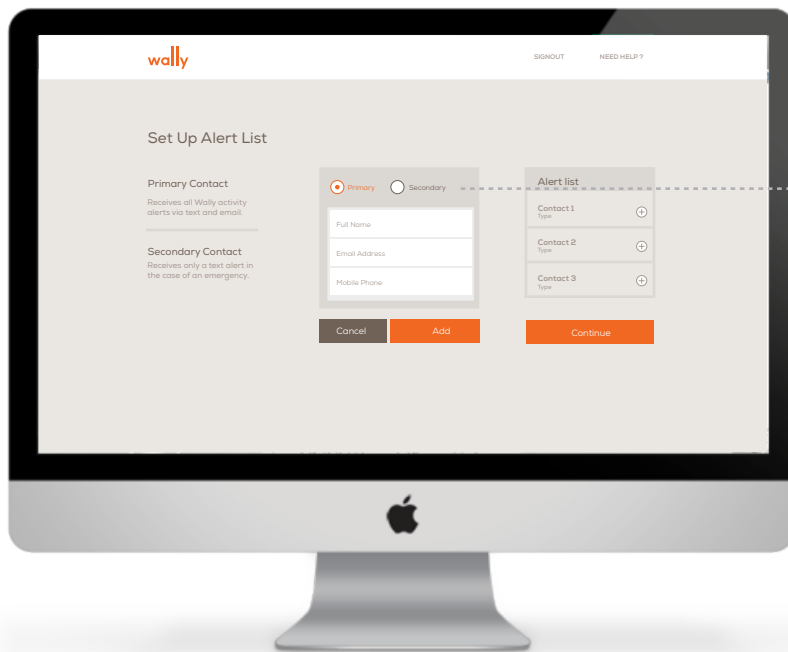 wally
SIGNOUT
NEED HELP ?
Set Up Alert List
Primary Contact
Receives all Wally activity
alerts via text and email.
Secondary Contact
Receives only a text alert in
the case of an emergency.
Primary
Secondary
Full Name
Email Address
Mobile Phone
Cancel
Add
Alert list
Contact 1
Type
Contact 2
Type
Contact 3
Type
Continue